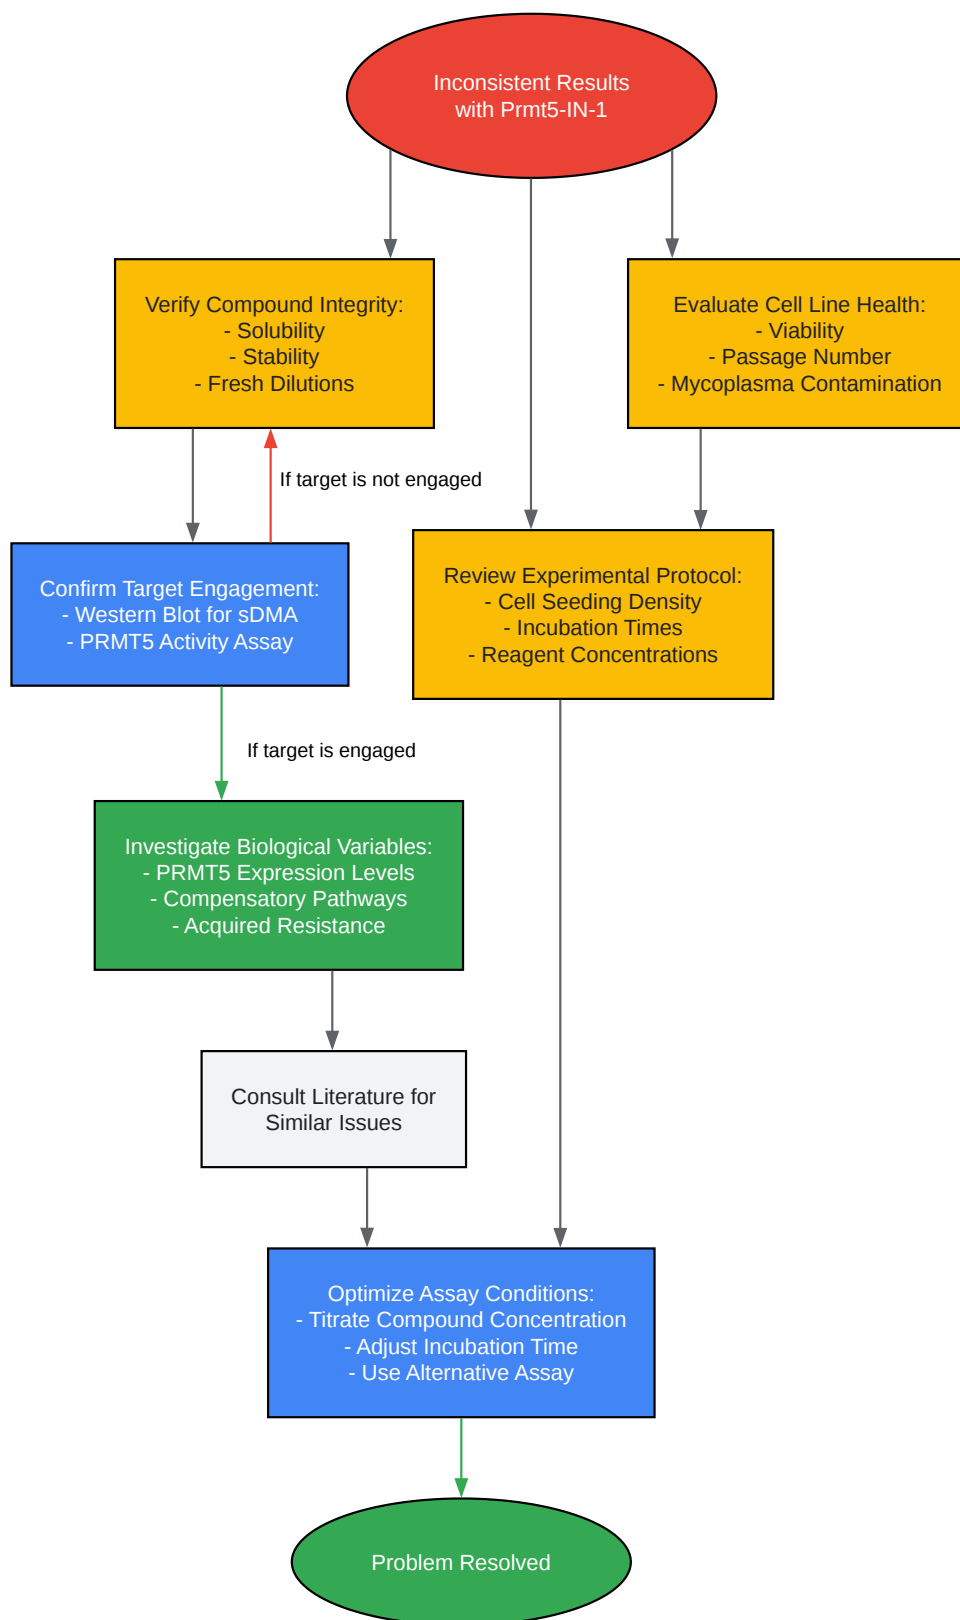 Inconsistent Results
with Prmt5-IN-1
Verify Compound Integrity:
- Solubility
- Stability
- Fresh Dilutions
Evaluate Cell Line Health:
- Viability
- Passage Number
- Mycoplasma Contamination
If target is not engaged
Confirm Target Engagement:
- Western Blot for sDMA
- PRMT5 Activity Assay
Review Experimental Protocol:
- Cell Seeding Density
- Incubation Times
- Reagent Concentrations
If target is engaged
Investigate Biological Variables:
- PRMT5 Expression Levels
- Compensatory Pathways
- Acquired Resistance
Consult Literature for
Similar Issues
Optimize Assay Conditions:
- Titrate Compound Concentration
- Adjust Incubation Time
- Use Alternative Assay
Problem Resolved